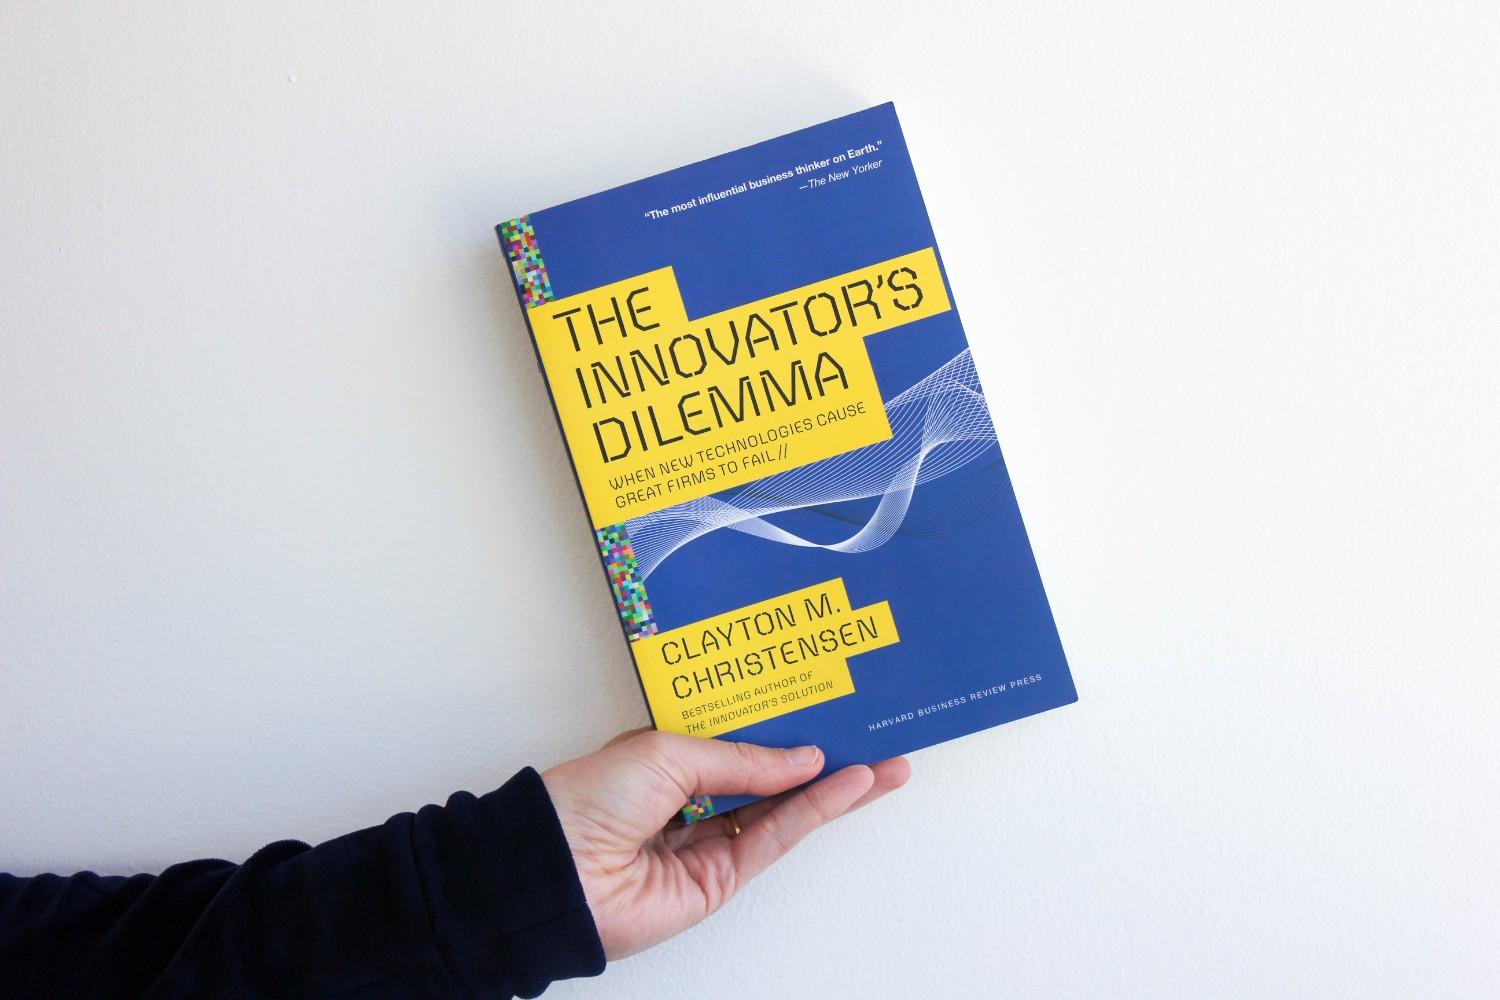 “The most influential business thinker on Earth.”
—The New Yorker
THE
INNOVATOR’S
DILEMMA
WHEN NEW TECHNOLOGIES CAUSE
GREAT FIRMS TO FAIL //
CLAYTON M.
CHRISTENSEN
BESTSELLING AUTHOR OF
THE INNOVATOR’S SOLUTION
HARVARD BUSINESS REVIEW PRESS